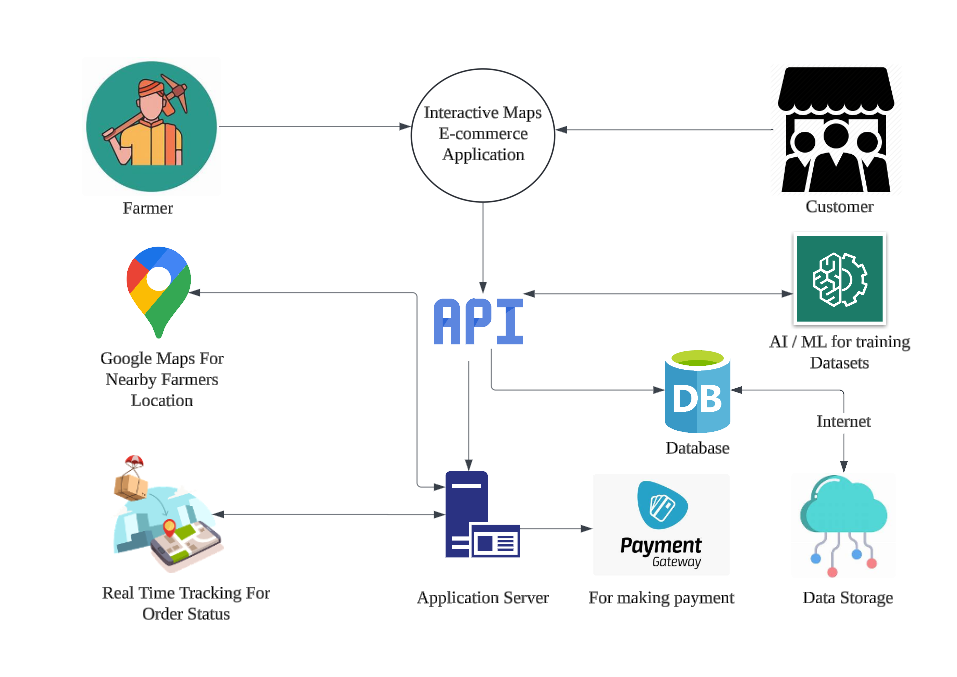 Interactive Maps
E-commerce
Application
Farmer
Customer
API
Google Maps For
Nearby Farmers
Location
AI / ML for training
Datasets
DB
Database
Internet
Payment
Gateway
Real Time Tracking For
Order Status
Application Server
For making payment
Data Storage